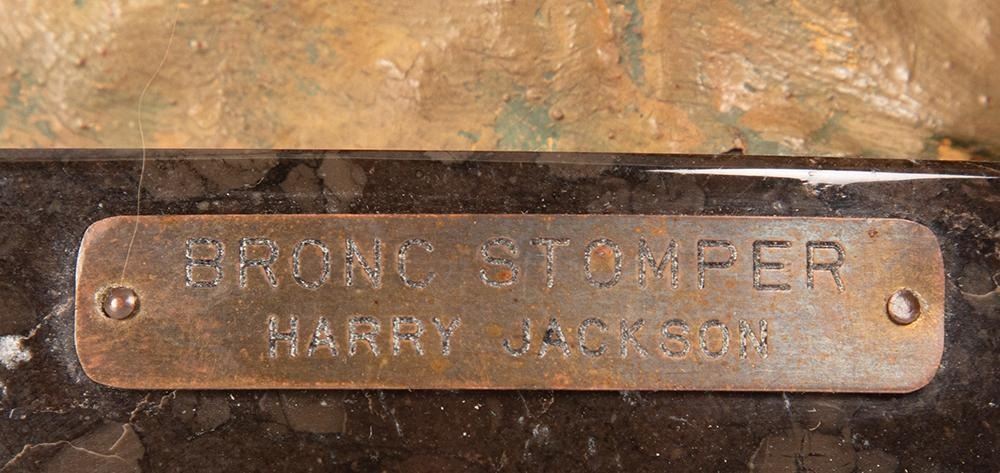 BRONC STOMPER
HARRY JACKSON